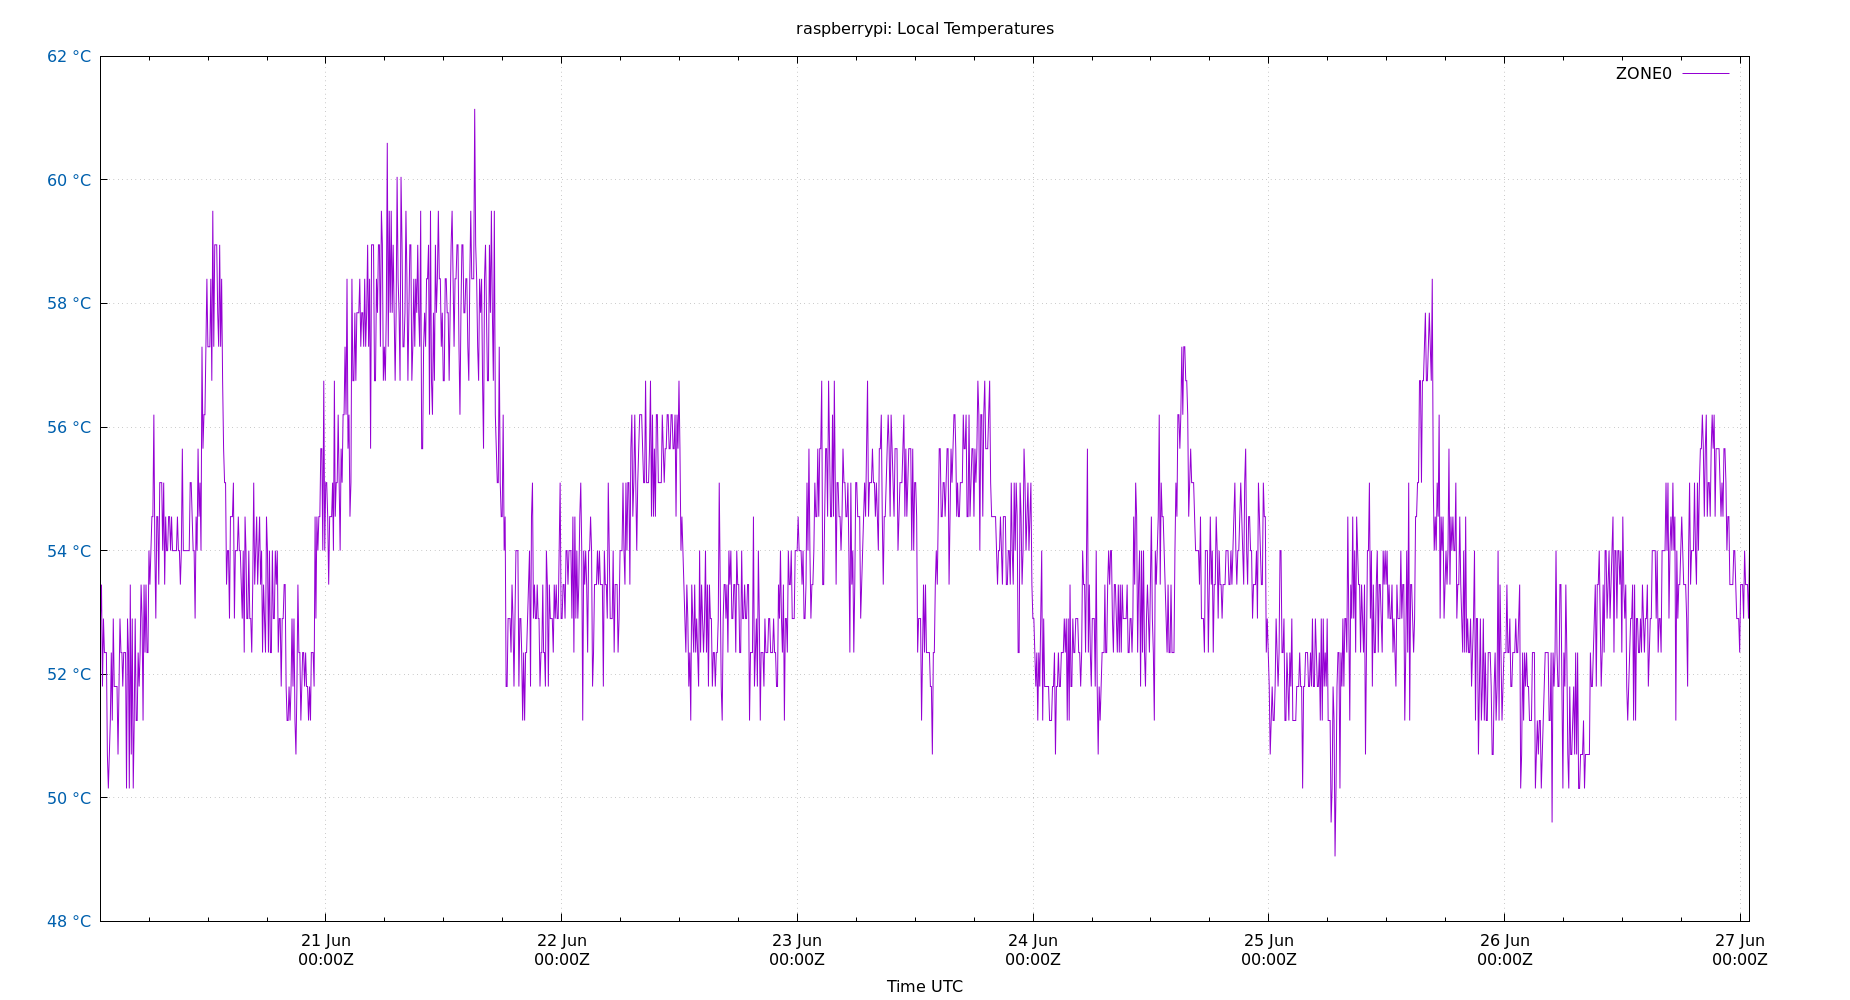 raspberrypi: Local Temperatures
ZONE0
62 °C
60 °C
58 °C
56 °C
54 °C
52 °C
50 °C
48 °C
21 Jun 22 Jun 23 Jun 24 Jun 25 Jun 26 Jun 27 Jun
00:00Z 00:00Z 00:00Z 00:00Z 00:00Z 00:00Z 00:00Z
Time UTC